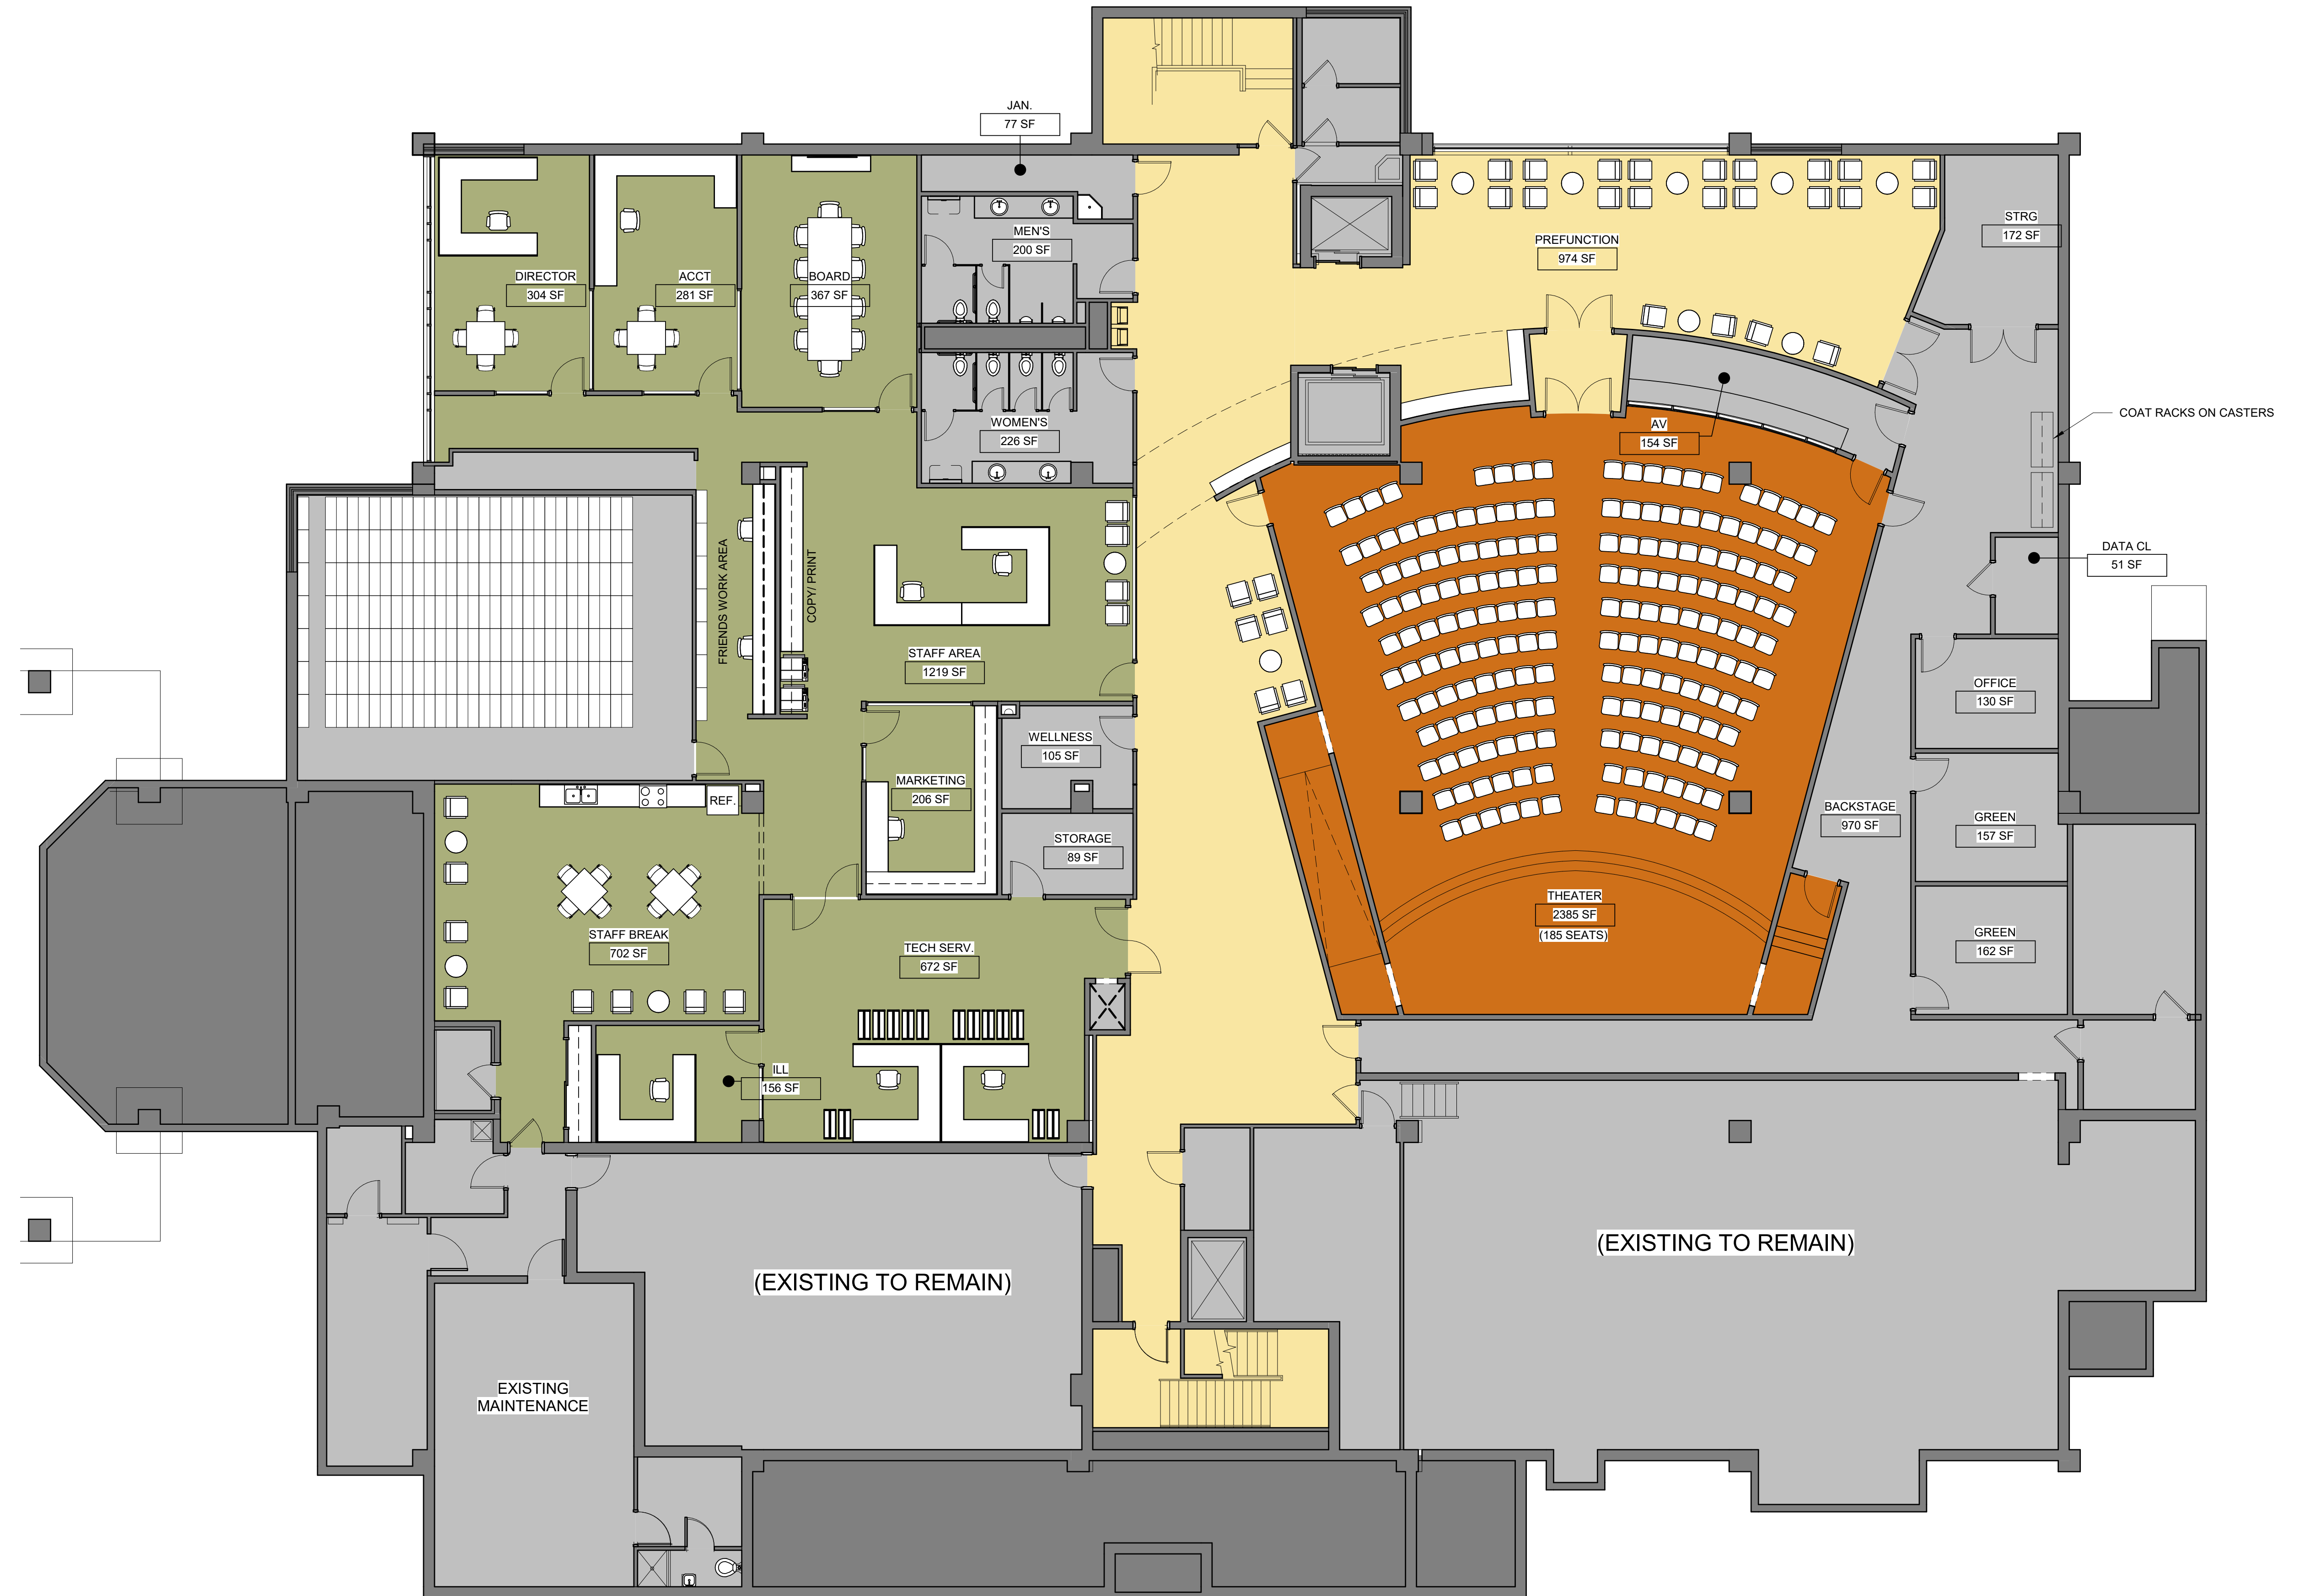 JAN.
77 SF
MEN'S
200 SF
STRG
172 SF
PREFUNCTION
974 SF
DIRECTOR
304 SF
ACCT
281 SF
BOARD
367 SF
WOMEN'S
226 SF
AV
154 SF
COAT RACKS ON CASTERS
DATA CL
51 SF
FRIENDS WORK AREA
COPY/ PRINT
STAFF AREA
1219 SF
OFFICE
130 SF
WELLNESS
105 SF
MARKETING
206 SF
REF.
STORAGE
89 SF
BACKSTAGE
970 SF
GREEN
157 SF
THEATER
2385 SF
(185 SEATS)
GREEN
162 SF
STAFF BREAK
702 SF
TECH SERV.
672 SF
ILL
156 SF
(EXISTING TO REMAIN)
(EXISTING TO REMAIN)
EXISTING
MAINTENANCE